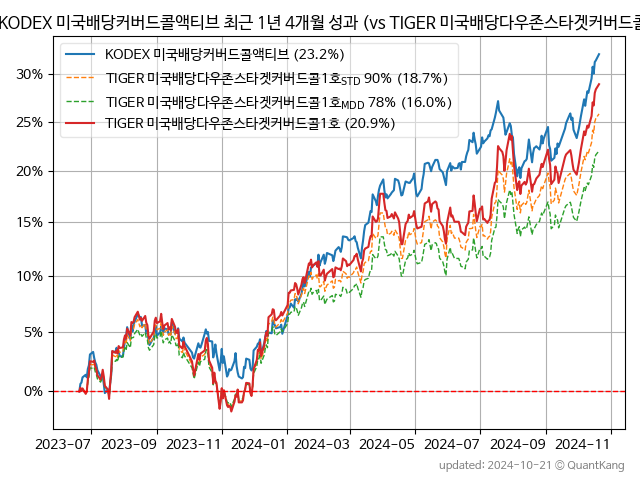 KODEX 미국배당커버드콜액티브 최근 1년 4개월 성과 (vs TIGER 미국배당다우존스타겟커버드콜
KODEX 미국배당커버드콜액티브 (23.2%)
TIGER 미국배당다우존스타겟커버드콜1호STD 90% (18.7%)
TIGER 미국배당다우존스타겟커버드콜1호MDD 78% (16.0%)
TIGER 미국배당다우존스타겟커버드콜1호 (20.9%)
30%
25%
20%
15%
10%
5%
0%
2023-07 2023-09 2023-11 2024-01 2024-03 2024-05 2024-07 2024-09 2024-11
updated: 2024-10-21 © QuantKang